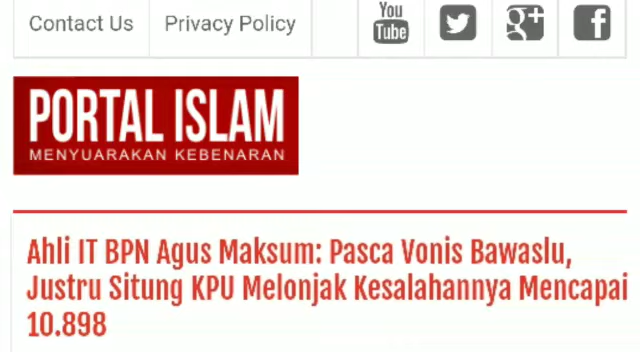 Contact Us Privacy Policy You Tube g+ f
PORTAL ISLAM
MENYUARAKAN KEBENARAN
Ahli IT BPN Agus Maksum: Pasca Vonis Bawaslu,
Justru Situng KPU Melonjak Kesalahannya Mencapai
10.898